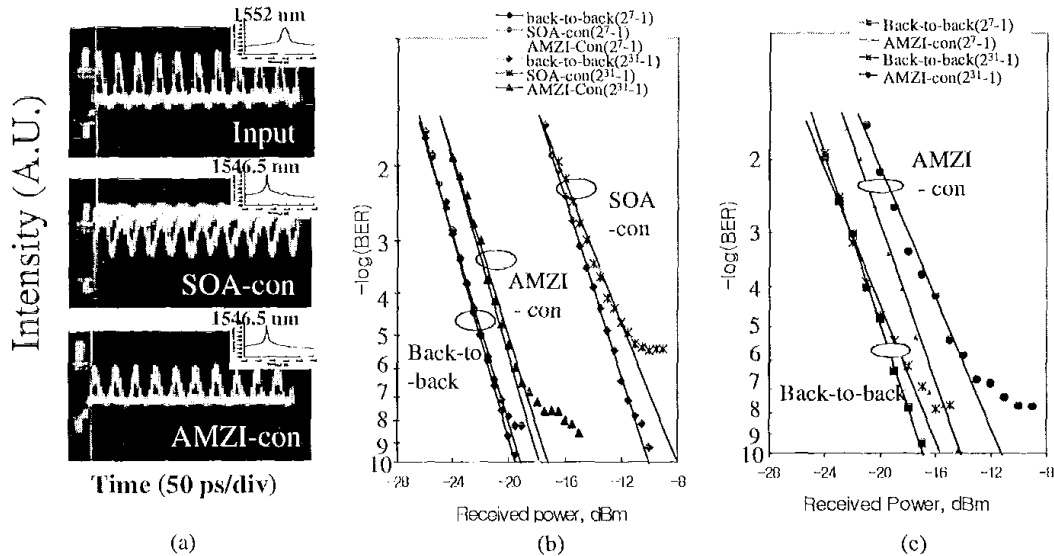 Intensity (A.U.)
1552 nm
Input
1546.5 nm
SOA-con
1546.5 nm
AMZI-con
Time (50 ps/div)
(a)
back-to-back(2⁷-1)
SOA-con(2⁷-1)
AMZI-Con(2⁷-1)
back-to-back(2³¹-1)
SOA-con(2³¹-1)
AMZI-Con(2³¹-1)
-log(BER)
2
3
4
5
6
7
8
9
10
SOA
-con
AMZI
- con
Back-to
-back
-28 -24 -20 -16 -12 -8
Received power, dBm
(b)
Back-to-back(2⁷-1)
AMZI-con(2⁷-1)
Back-to-back(2³¹-1)
AMZI-con(2³¹-1)
-log(BER)
2
3
4
5
6
7
8
9
10
AMZI
- con
Back-to-back
-28 -24 -20 -16 -12 -8
Received Power, dBm
(c)